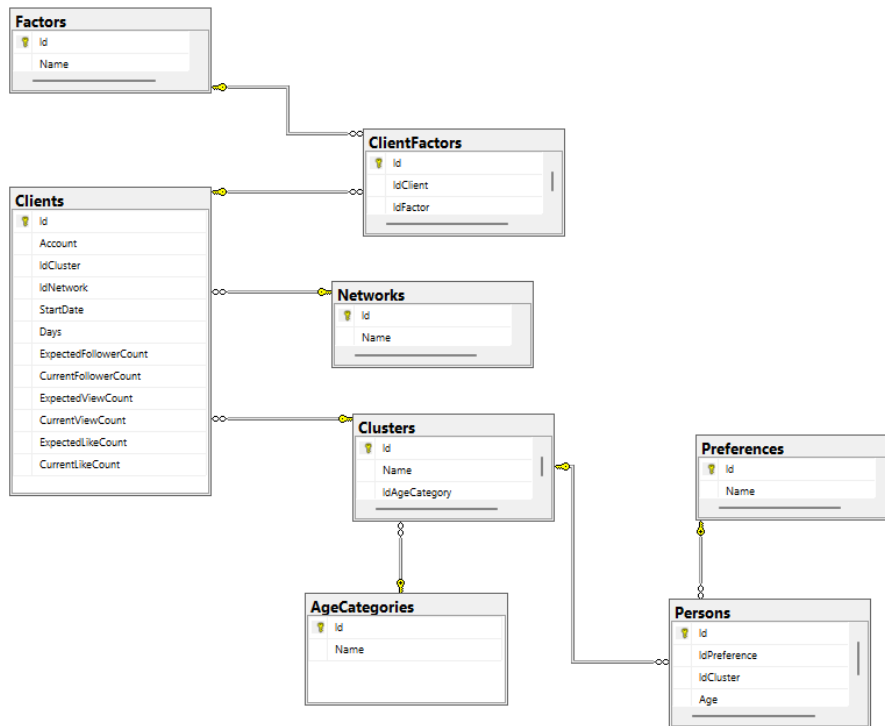 Factors
Id
Name
ClientFactors
Id
IdClient
IdFactor
Clients
Id
Account
IdCluster
IdNetwork
StartDate
Days
ExpectedFollowerCount
CurrentFollowerCount
ExpectedViewCount
CurrentViewCount
ExpectedLikeCount
CurrentLikeCount
Networks
Id
Name
Clusters
Id
Name
IdAgeCategory
Preferences
Id
Name
AgeCategories
Id
Name
Persons
Id
IdPreference
IdCluster
Age